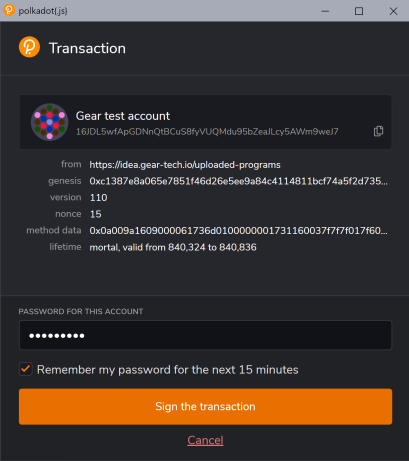 polkadot{.js}
Transaction
Gear test account
16JDL5wfApGDNnQtBCuS8fyVUQMdu95bZeaJLcy5AWm9weJ7
from https://idea.gear-tech.io/uploaded-programs
genesis 0xc1387e8a065e7851f46d26e5ee9a84c4114811bcf74a5f2d735...
version 110
nonce 15
method data 0x0a009a1609000061736d0100000001731160037f7f7f017f60...
lifetime mortal, valid from 840,324 to 840,836
PASSWORD FOR THIS ACCOUNT
Remember my password for the next 15 minutes
Sign the transaction
Cancel